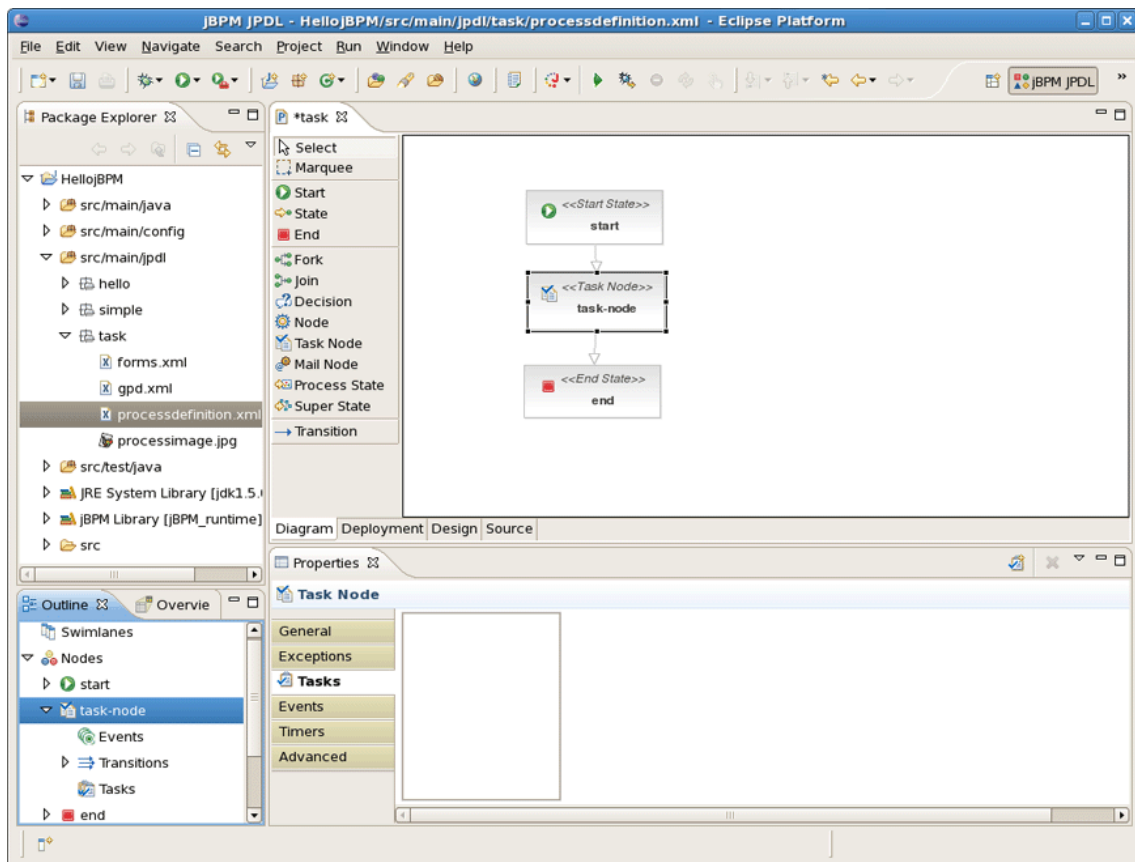 jBPM JPDL - HellojBPM/src/main/jpdl/task/processdefinition.xml - Eclipse Platform
File Edit View Navigate Search Project Run Window Help
jBPM JPDL »
Package Explorer
HellojBPM
src/main/java
src/main/config
src/main/jpdl
hello
simple
task
forms.xml
gpd.xml
processdefinition.xml
processimage.jpg
src/test/java
JRE System Library [jdk1.5.
jBPM Library [jBPM_runtime]
src
*task
Select
Marquee
Start
State
End
Fork
Join
Decision
Node
Task Node
Mail Node
Process State
Super State
Transition
<<Start State>>
start
<<Task Node>>
task-node
<<End State>>
end
Diagram Deployment Design Source
Outline Overvie
Swimlanes
Nodes
start
task-node
Events
Transitions
Tasks
end
Properties
Task Node
General
Exceptions
Tasks
Events
Timers
Advanced